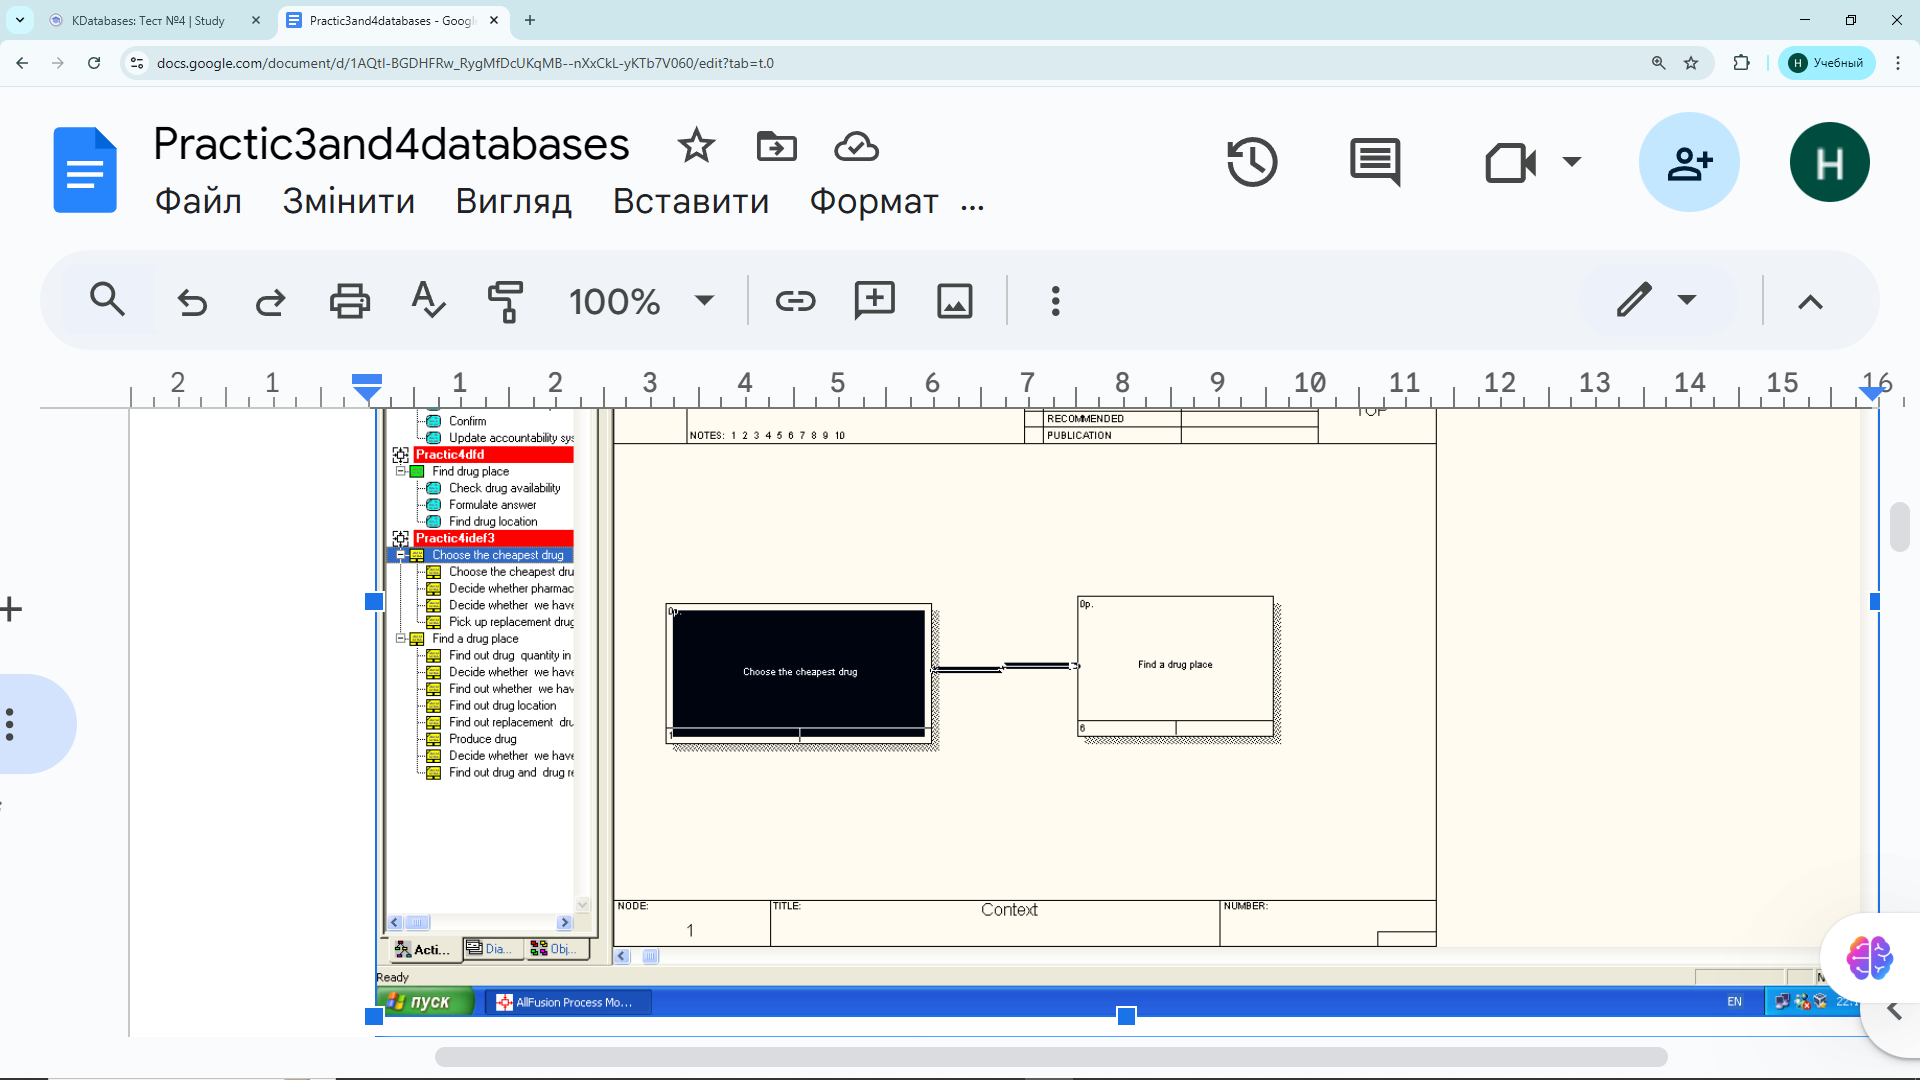 KDatabases: Тест №4 | Study
Practic3and4databases - Googl
docs.google.com/document/d/1AQtI-BGDHFRw_RygMfDcUKqMB--nXxCkL-yKTb7V060/edit?tab=t.0
Н Учебный
Practic3and4databases
Файл Змінити Вигляд Вставити Формат ...
Н
100%
2 1 1 2 3 4 5 6 7 8 9 10 11 12 13 14 15 16
Confirm
Update accountability sys
Practic4dfd
Find drug place
Check drug availability
Formulate answer
Find drug location
Practic4idef3
Choose the cheapest drug
Choose the cheapest dru
Decide whether pharmac
Decide whether we have
Pick up replacement drug
Find a drug place
Find out drug quantity in
Decide whether we have
Find out whether we hav
Find out drug location
Find out replacement dru
Produce drug
Decide whether we have
Find out drug and drug re
Acti... Dia... Obj...
NOTES: 1 2 3 4 5 6 7 8 9 10
RECOMMENDED
PUBLICATION
TOP
0р.
Choose the cheapest drug
1
0р.
Find a drug place
6
NODE: TITLE: NUMBER:
Context
1
Ready
пуск AllFusion Process Mo... EN